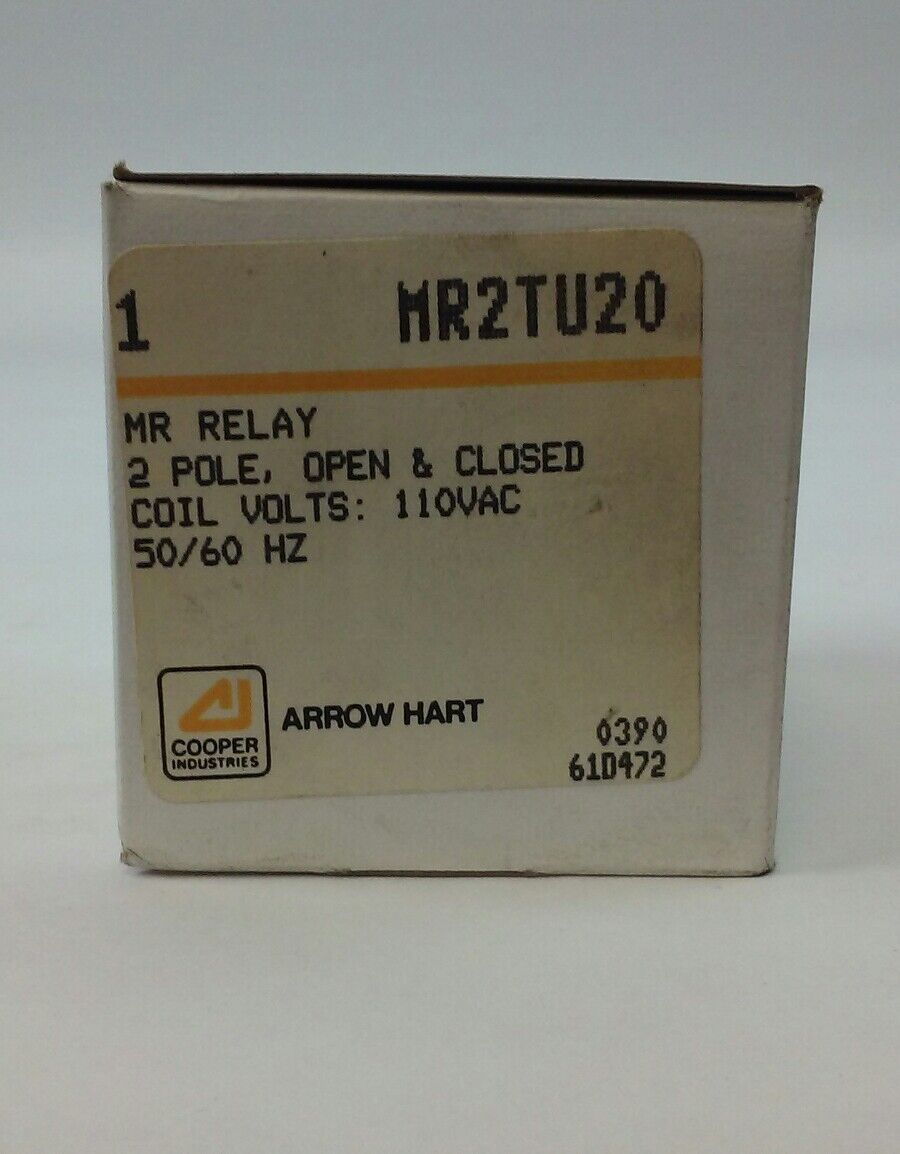 1 MR2TU20
MR RELAY
2 POLE, OPEN & CLOSED
COIL VOLTS: 110VAC
50/60 HZ
COOPER
INDUSTRIES
ARROW HART
0390
61D472